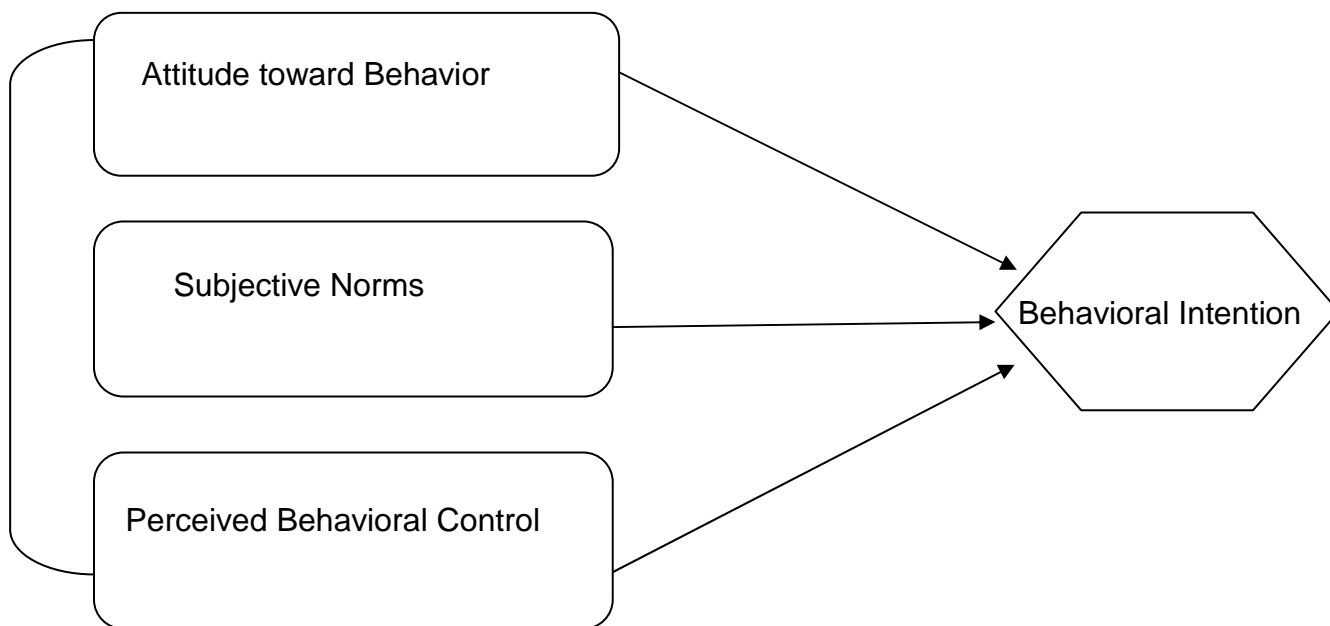 Attitude toward Behavior
Subjective Norms
Behavioral Intention
Perceived Behavioral Control